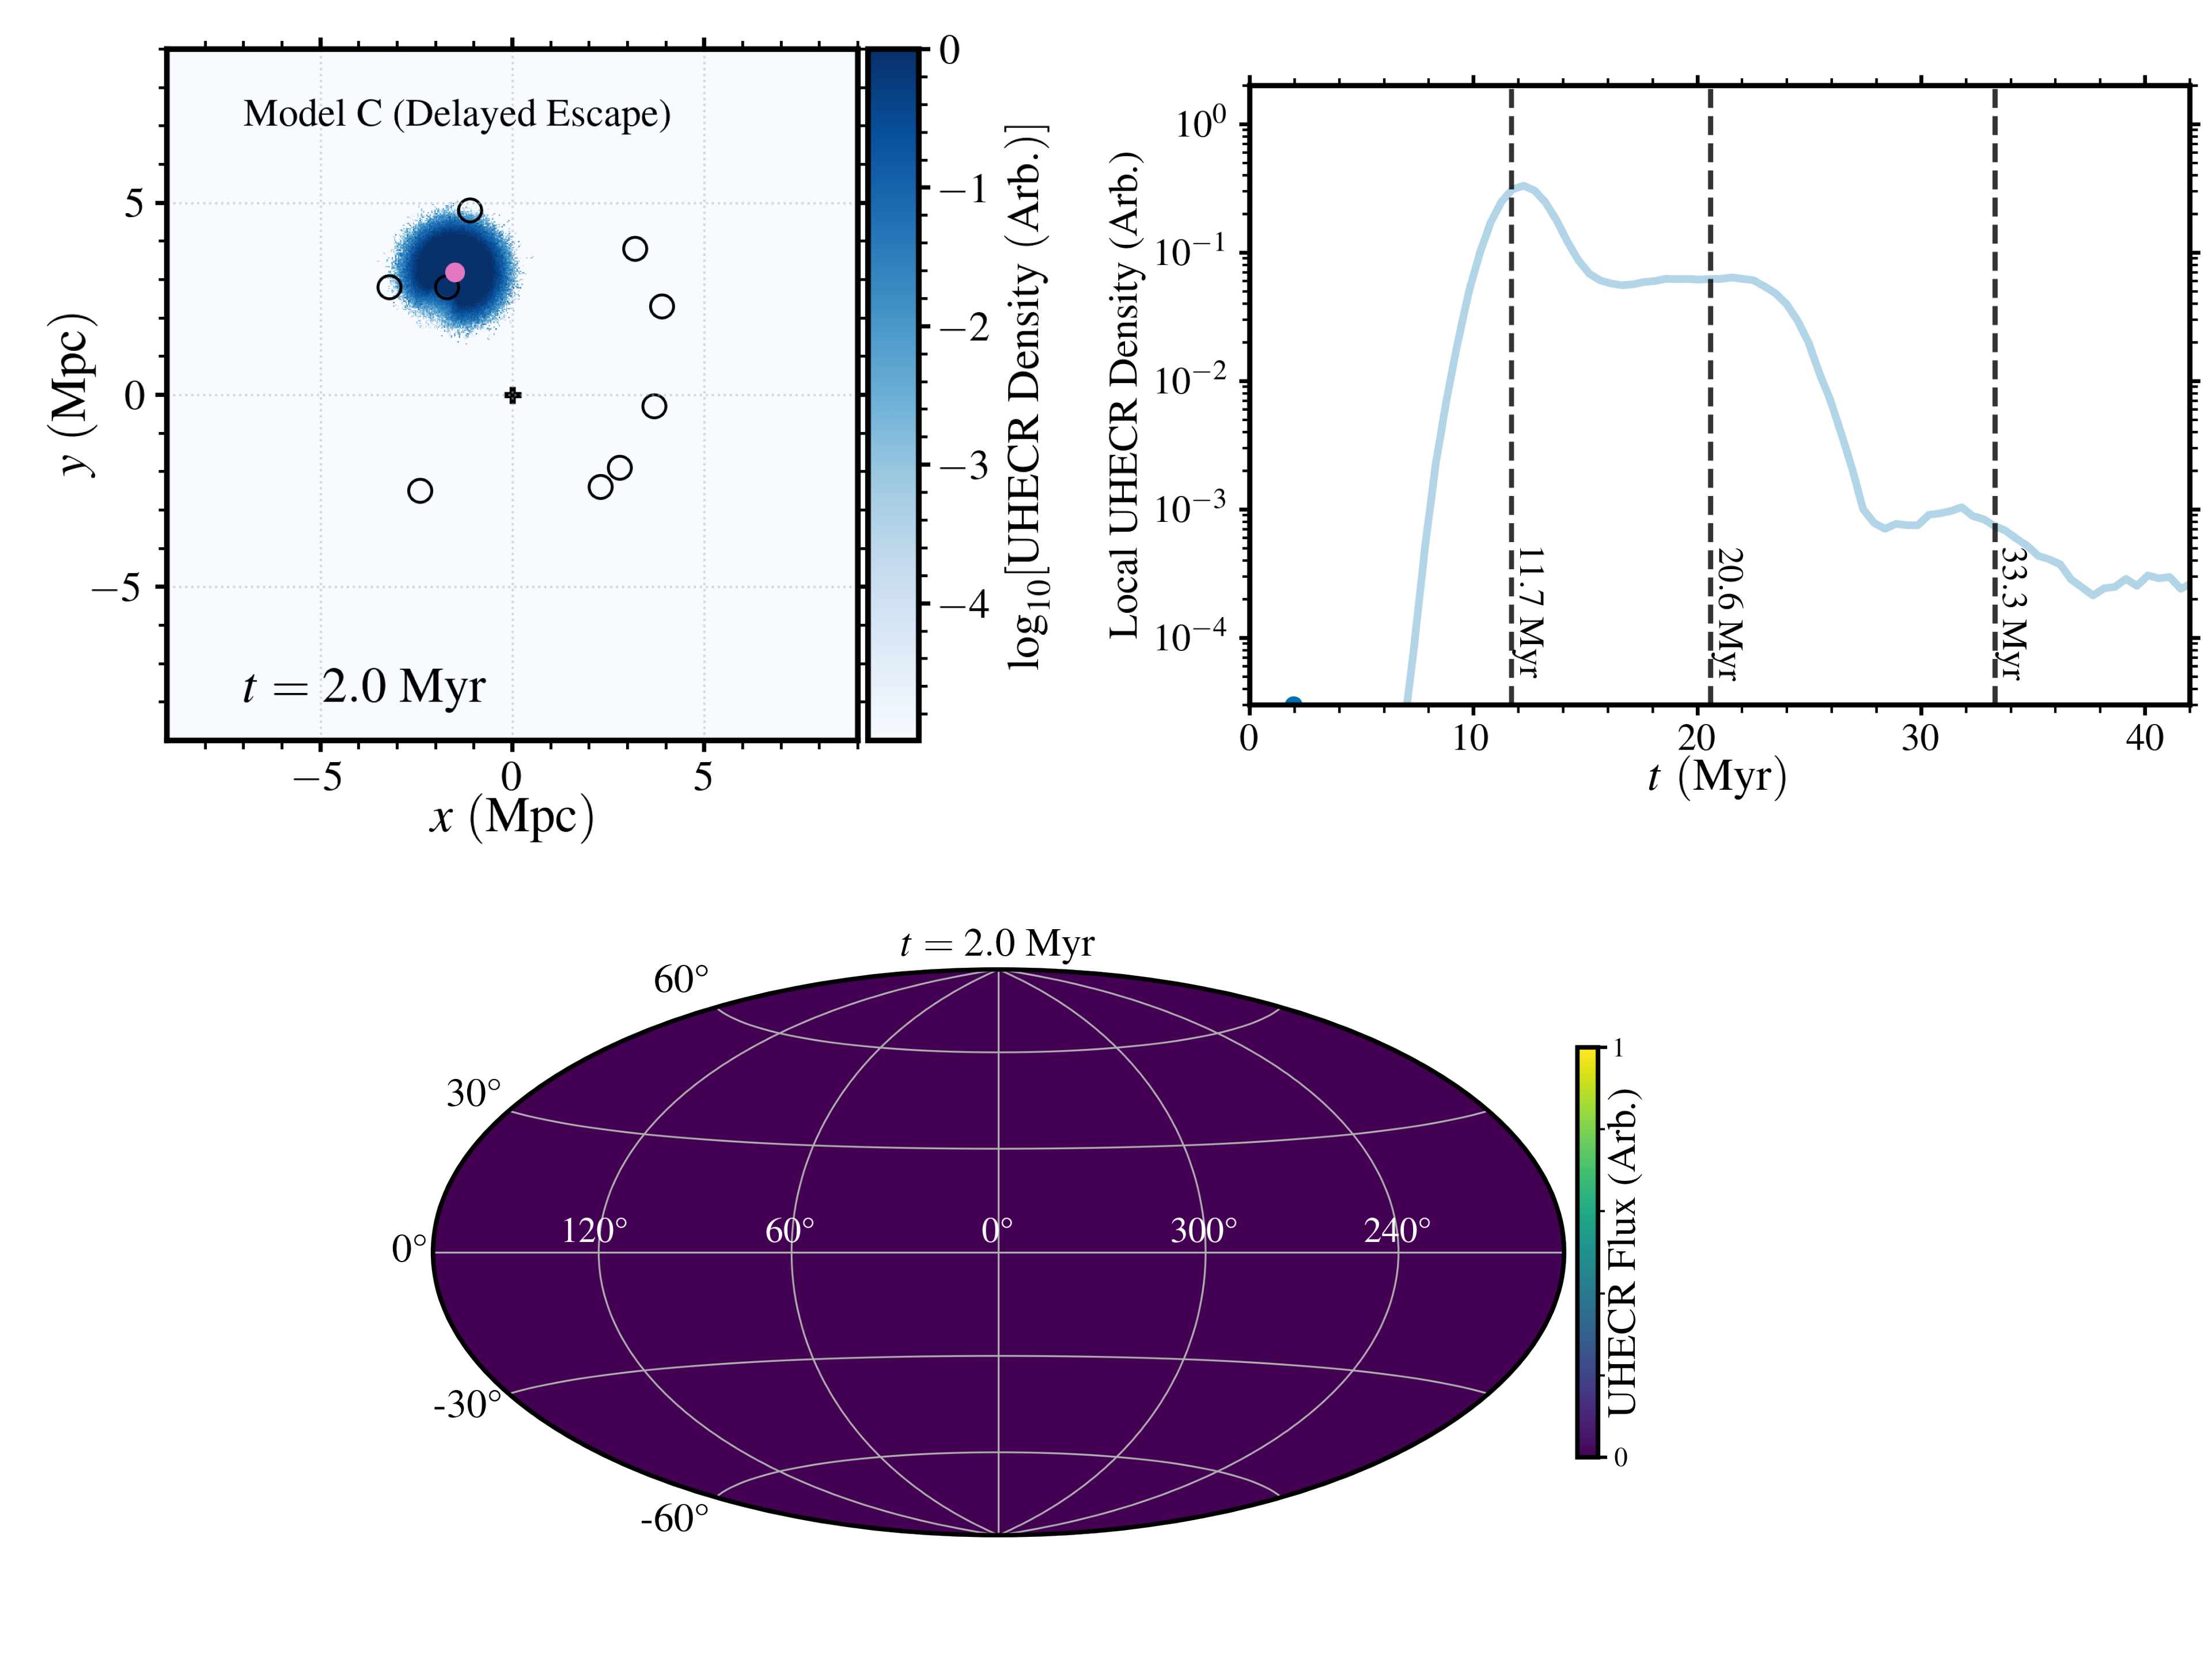 Model C (Delayed Escape)
5
0
−5
y (Mpc)
t = 2.0 Myr
−5
0
5
x (Mpc)
0
−1
−2
−3
−4
log₁₀[UHECR Density (Arb.)]
10⁰
10⁻¹
10⁻²
10⁻³
10⁻⁴
Local UHECR Density (Arb.)
11.7 Myr
20.6 Myr
33.3 Myr
0
10
20
30
40
t (Myr)
t = 2.0 Myr
60°
30°
0°
-30°
-60°
120°
60°
0°
300°
240°
1
0
UHECR Flux (Arb.)